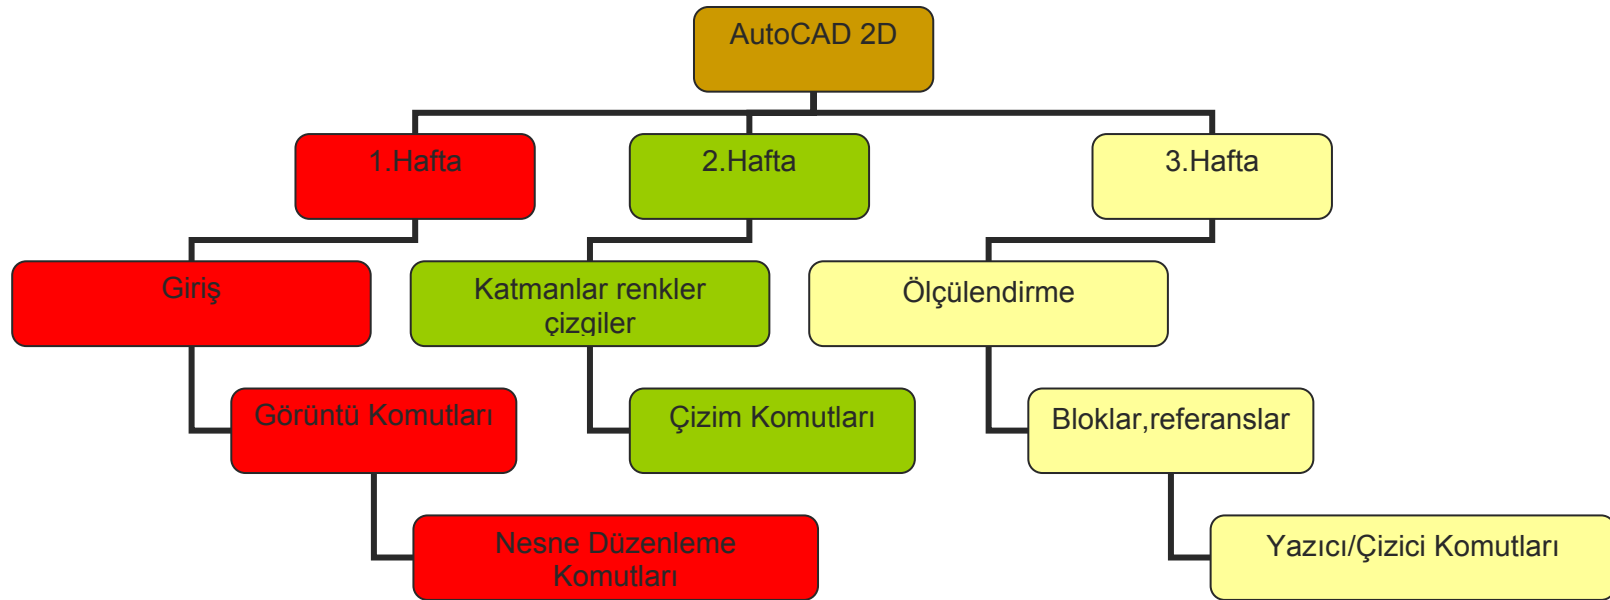 AutoCAD 2D
1.Hafta
2.Hafta
3.Hafta
Giriş
Katmanlar renkler
çizgiler
Ölçülendirme
Görüntü Komutları
Çizim Komutları
Bloklar,referanslar
Nesne Düzenleme
Komutları
Yazıcı/Çizici Komutları